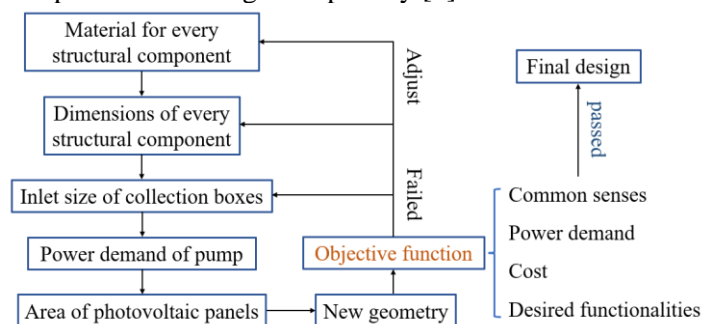 Material for every
structural component
Dimensions of every
structural component
Inlet size of collection boxes
Power demand of pump
Area of photovoltaic panels
New geometry
Objective function
Failed
Adjust
Common senses
Power demand
Cost
Desired functionalities
passed
Final design